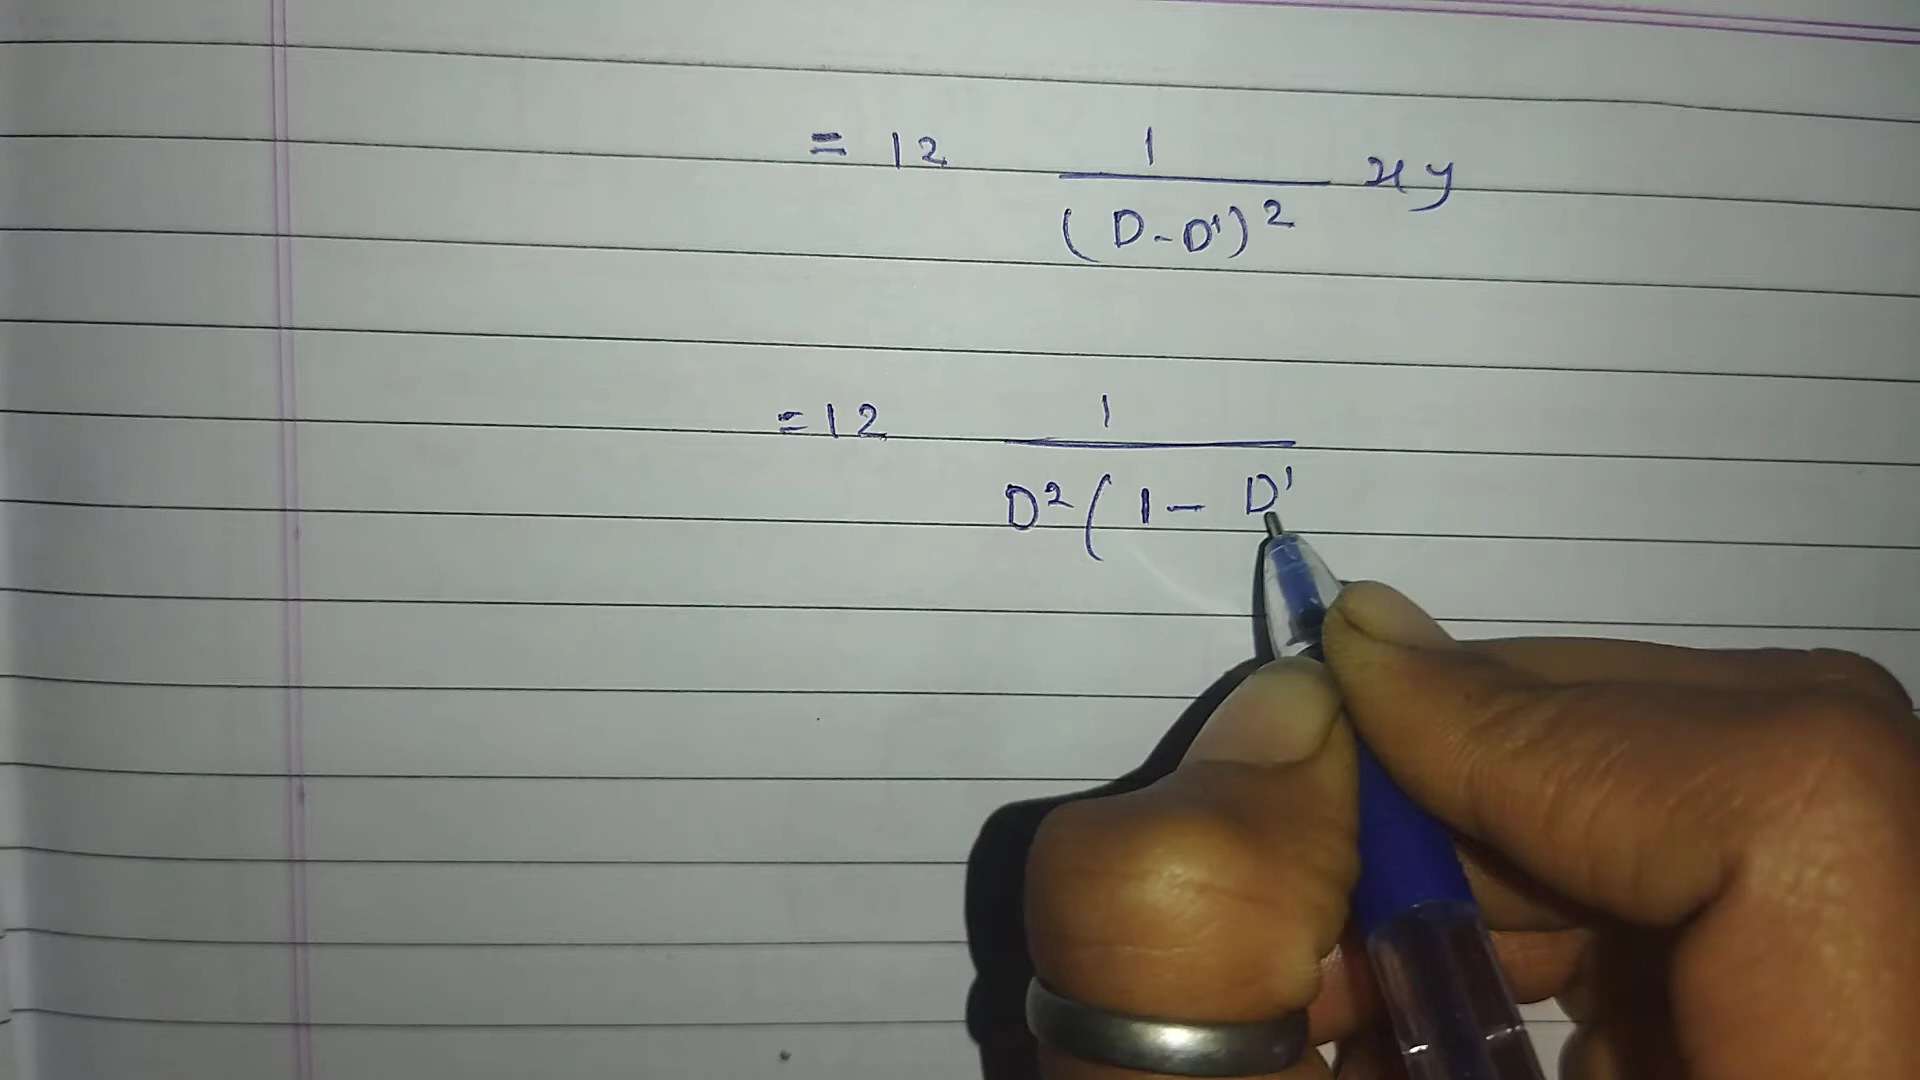 = 12 1/(D-D')² xy
= 12 1/D²(1- D'